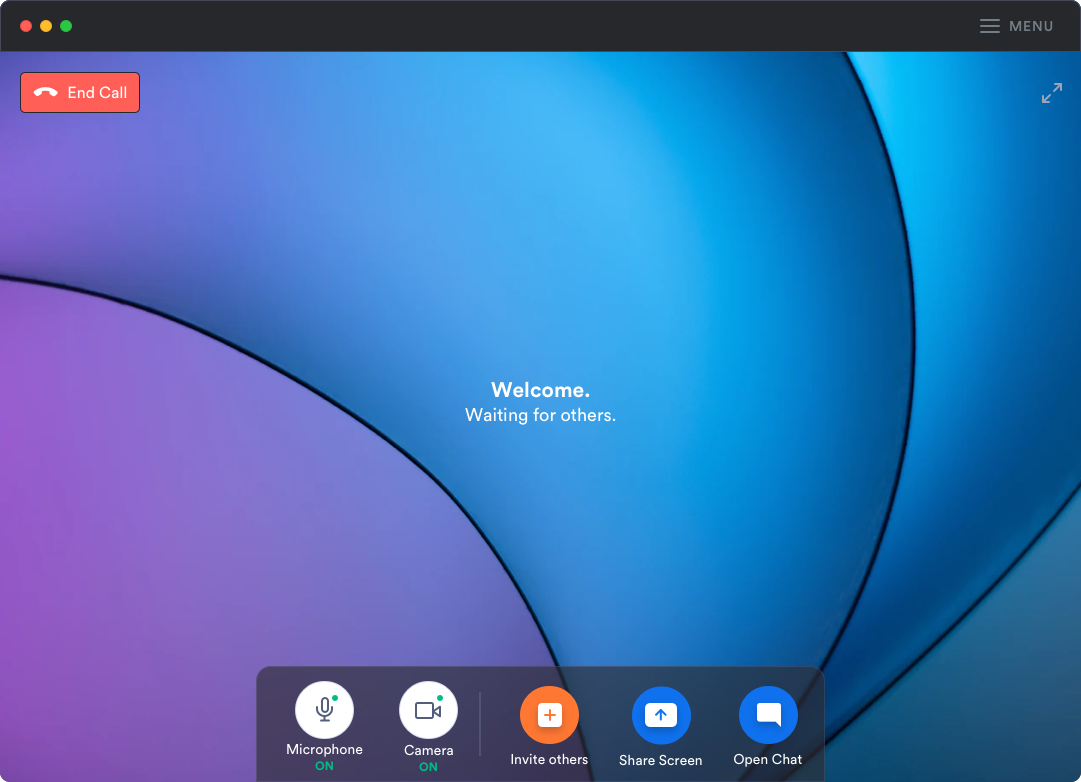 MENU
End Call
Welcome.
Waiting for others.
Microphone
ON
Camera
ON
Invite others
Share Screen
Open Chat